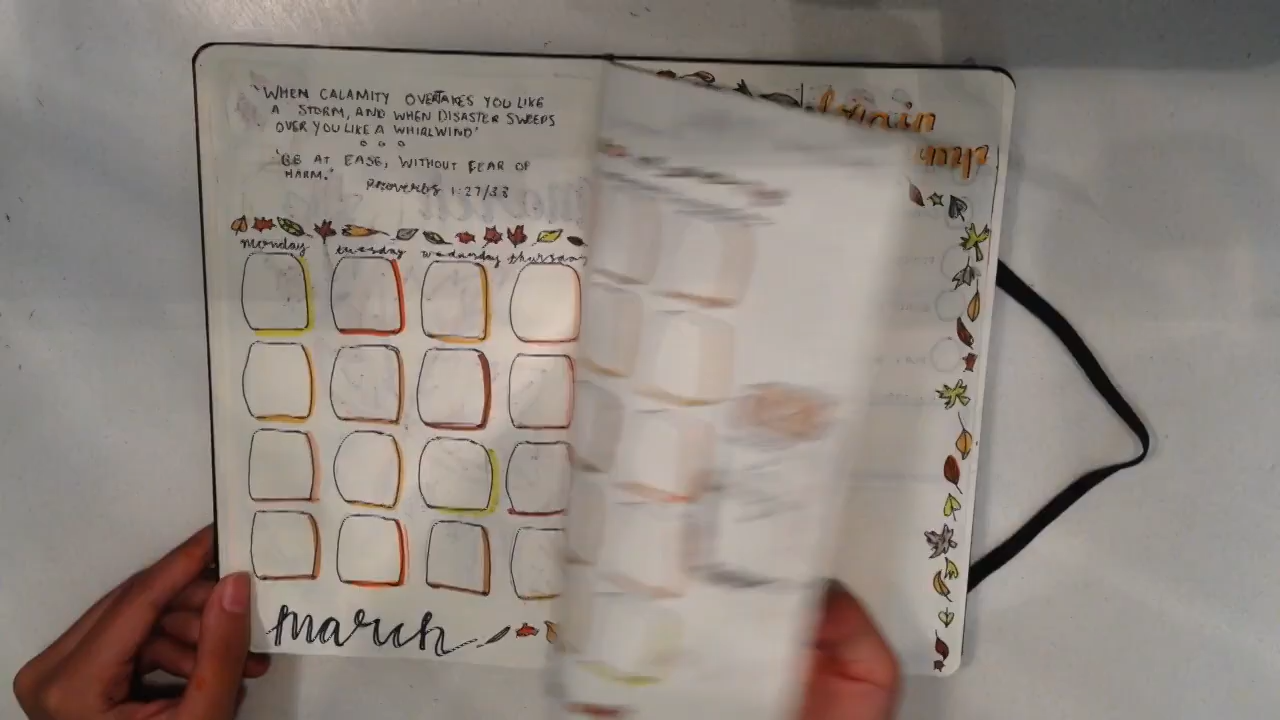 "WHEN CALAMITY OVERTAKES YOU LIKE
A STORM, AND WHEN DISASTER SWEEPS
OVER YOU LIKE A WHIRLWIND'
'BE AT EASE, WITHOUT FEAR OF
HARM."
PROVERBS 1:27/33
monday tuesday wednesday thursday
march